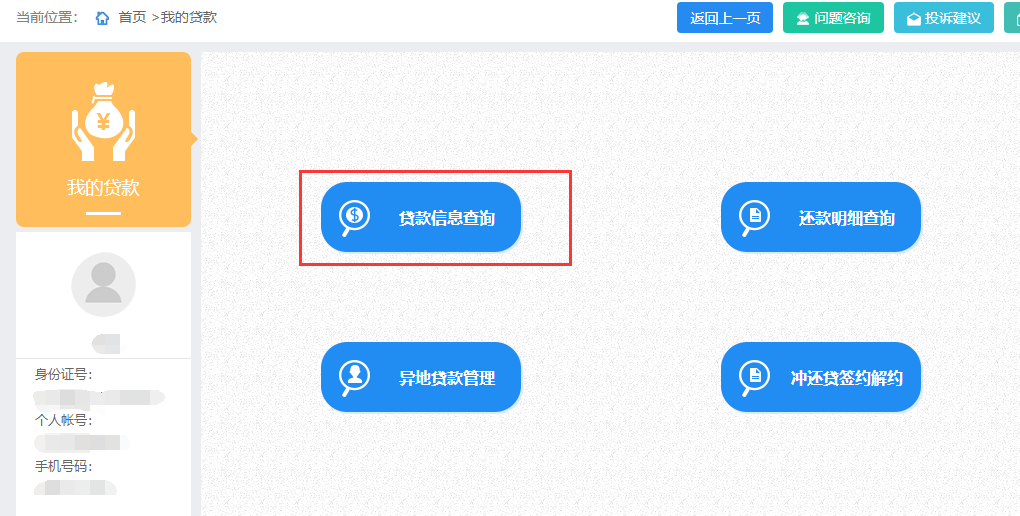 当前位置： 首页 >我的贷款
返回上一页 问题咨询 投诉建议
¥
我的贷款
$ 贷款信息查询
还款明细查询
异地贷款管理
冲还贷签约解约
身份证号：
个人帐号：
手机号码：